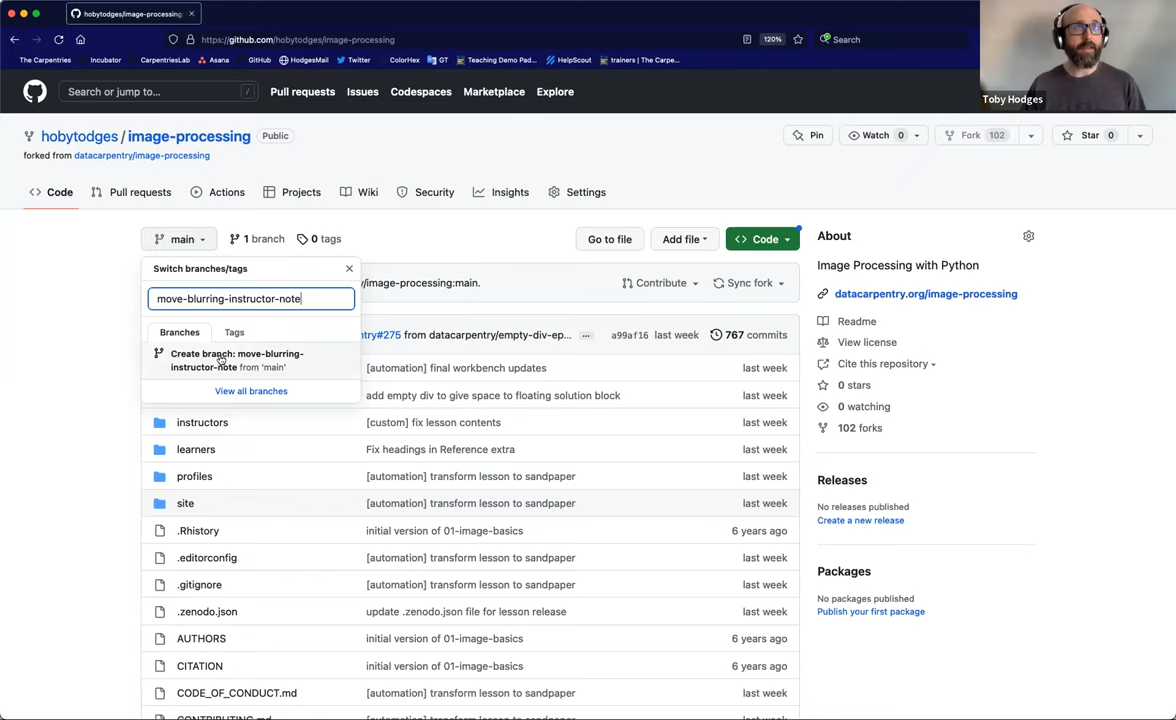 hobytodges/image-processing:
https://github.com/hobytodges/image-processing
120%
Search
The Carpentries
Incubator
CarpentriesLab
Asana
GitHub
HodgesMail
Twitter
ColorHex
GT
Teaching Demo Pad...
HelpScout
trainers | The Carpe...
Toby Hodges
Search or jump to...
/
Pull requests
Issues
Codespaces
Marketplace
Explore
hobytodges / image-processing
Public
Pin
Watch 0
Fork 102
Star 0
forked from datacarpentry/image-processing
Code
Pull requests
Actions
Projects
Wiki
Security
Insights
Settings
main
1 branch
0 tags
Go to file
Add file
Code
Switch branches/tags
move-blurring-instructor-note
Branches
Tags
Create branch: move-blurring-
instructor-note from 'main'
View all branches
/image-processing:main.
Contribute
Sync fork
ntry#275 from datacarpentry/empty-div-ep...
a99af16 last week
767 commits
[automation] final workbench updates
last week
add empty div to give space to floating solution block
last week
instructors
[custom] fix lesson contents
last week
learners
Fix headings in Reference extra
last week
profiles
[automation] transform lesson to sandpaper
last week
site
[automation] transform lesson to sandpaper
last week
.Rhistory
initial version of 01-image-basics
6 years ago
.editorconfig
[automation] transform lesson to sandpaper
last week
.gitignore
[automation] transform lesson to sandpaper
last week
.zenodo.json
update .zenodo.json file for lesson release
last week
AUTHORS
initial version of 01-image-basics
6 years ago
CITATION
initial version of 01-image-basics
6 years ago
CODE_OF_CONDUCT.md
[automation] transform lesson to sandpaper
last week
CONTRIBUTING.md
[automation] transform lesson to sandpaper
last week
About
Image Processing with Python
datacarpentry.org/image-processing
Readme
View license
Cite this repository
0 stars
0 watching
102 forks
Releases
No releases published
Create a new release
Packages
No packages published
Publish your first package